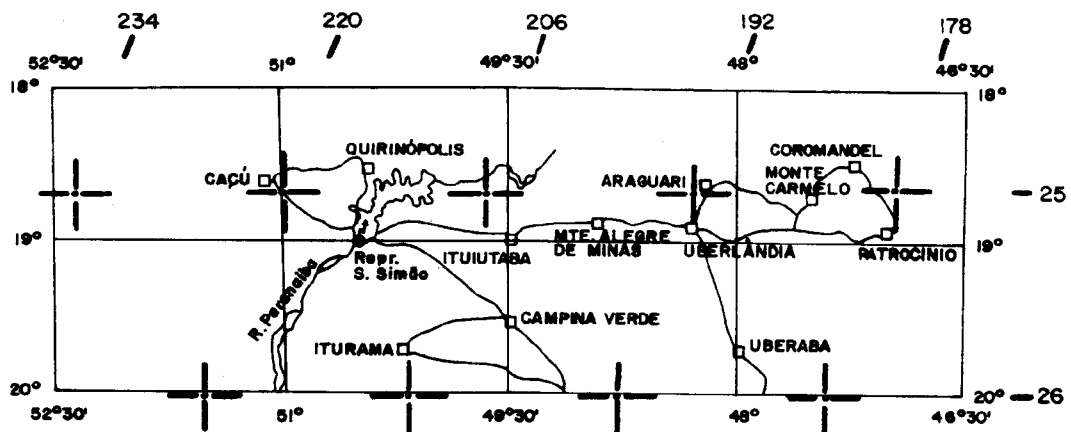 234 220 206 192 178
52°30' 51° 49°30' 48° 46°30'
18° 18°
QUIRINÓPOLIS COROMANDEL
CAÇÚ ARAGUARI MONTE
CARMELO
25
19° 19°
ITUIUTABA MTE. ALEGRE
DE MINAS UBERLÂNDIA PATROCÍNIO
Repr.
S. Simão
R. Paranaíba
CAMPINA VERDE
ITURAMA UBERABA
20° 20° 26
52°30' 51° 49°30' 48° 46°30'